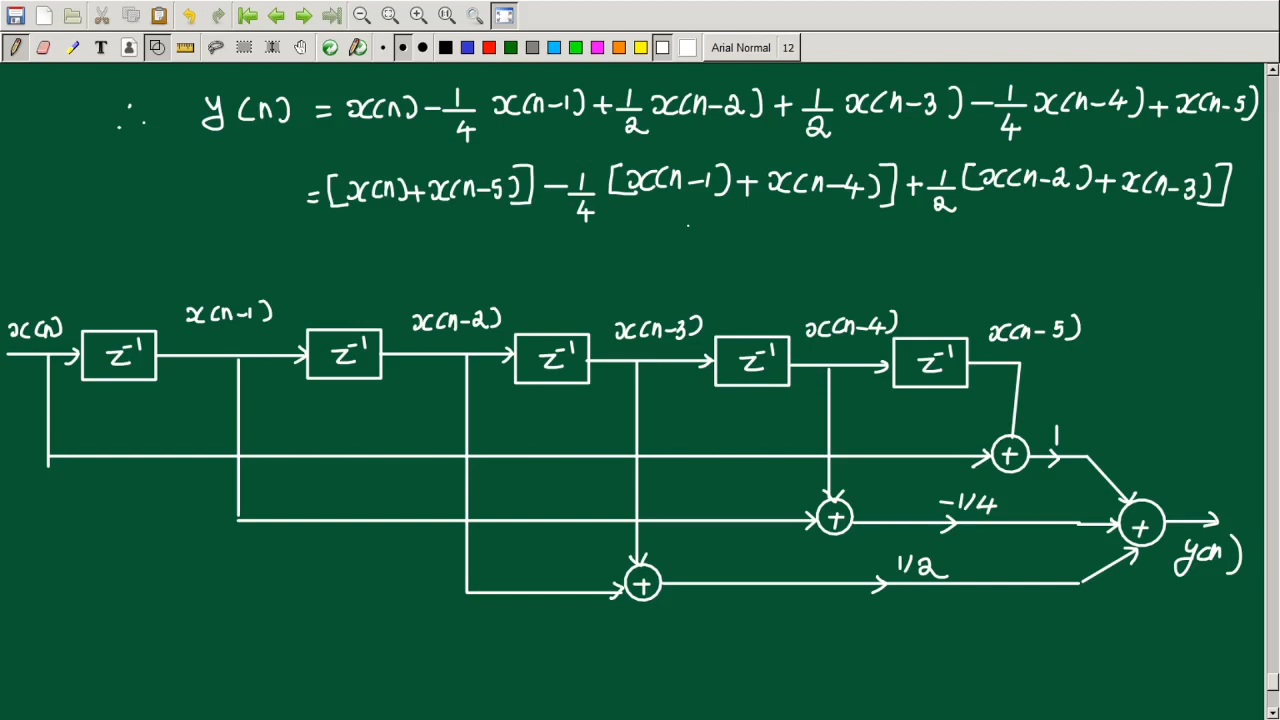 Arial Normal 12
∴ y(n) = x(n) - 1/4 x(n-1) + 1/2 x(n-2) + 1/2 x(n-3) - 1/4 x(n-4) + x(n-5)
= [x(n) + x(n-5)] - 1/4 [x(n-1) + x(n-4)] + 1/2 [x(n-2) + x(n-3)]
x(n) x(n-1) x(n-2) x(n-3) x(n-4) x(n-5)
z⁻¹ z⁻¹ z⁻¹ z⁻¹ z⁻¹
+ 1
+ -1/4 +
y(n)
+ 1/2